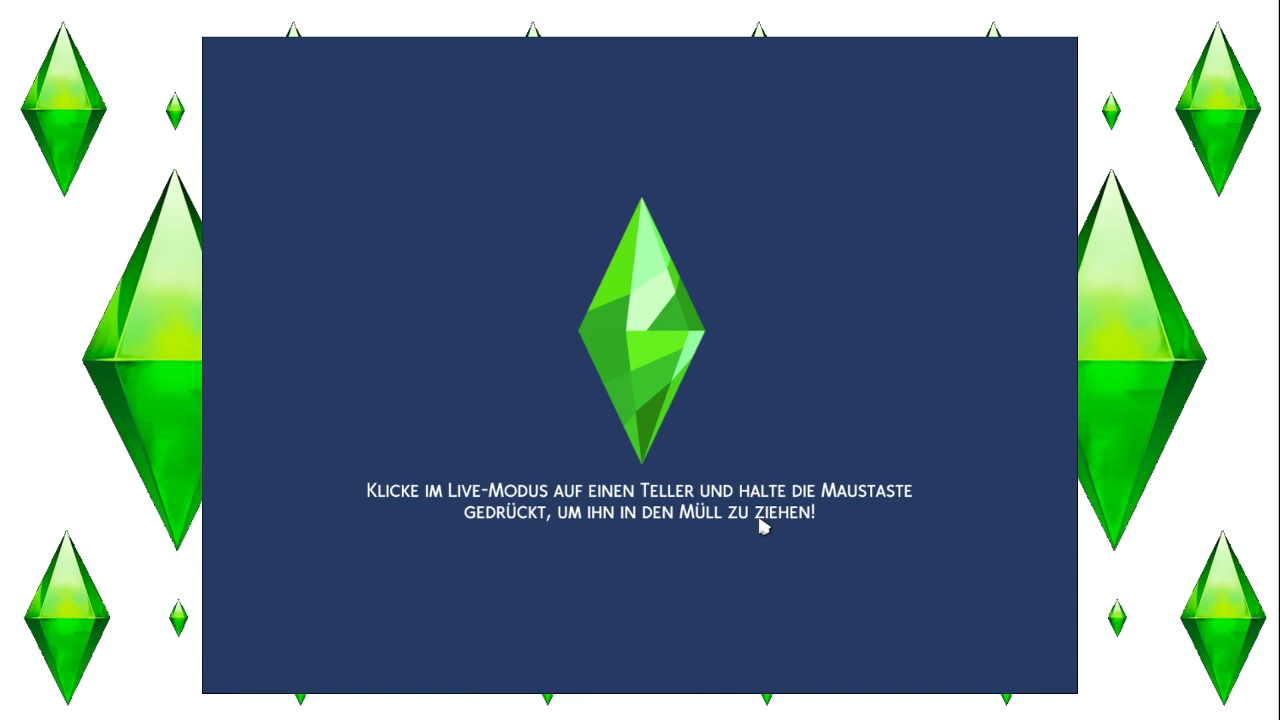 Klicke im Live-Modus auf einen Teller und halte die Maustaste
gedrückt, um ihn in den Müll zu ziehen!